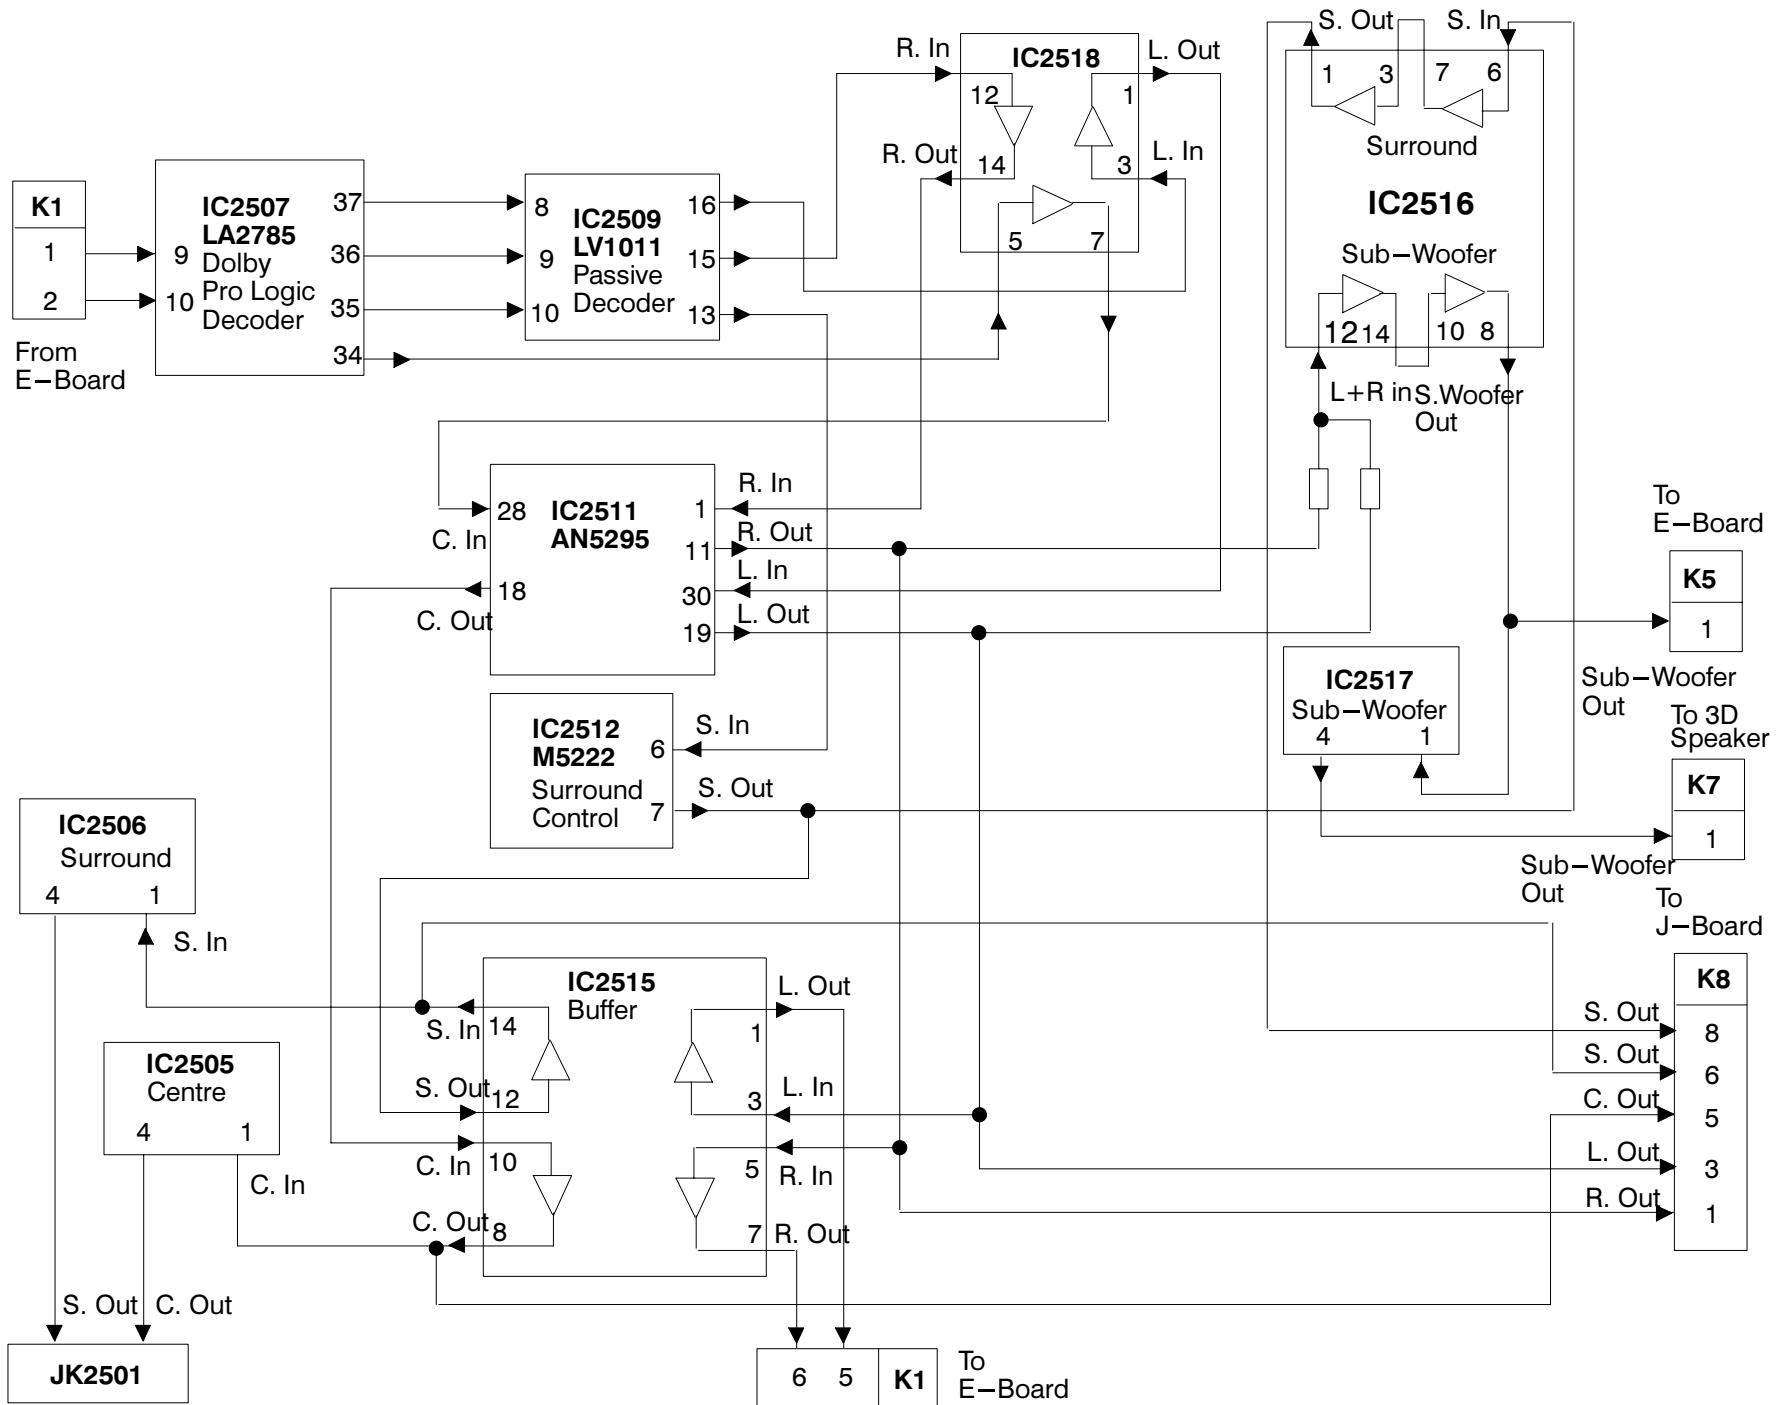 S. Out
S. In
R. In
IC2518
L. Out
12
1
R. Out
14
3
L. In
5
7
1
3
7
6
Surround
IC2516
Sub-Woofer
12
14
10
8
L+R in
S.Woofer
Out
K1
1
2
From
E-Board
IC2507
LA2785
Dolby
Pro Logic
Decoder
9
10
37
36
35
34
IC2509
LV1011
Passive
Decoder
8
9
10
16
15
13
28
C. In
18
C. Out
IC2511
AN5295
1
R. In
11
R. Out
30
L. In
19
L. Out
To
E-Board
K5
1
Sub-Woofer
Out
IC2517
Sub-Woofer
4
1
To 3D
Speaker
K7
1
Sub-Woofer
Out
IC2512
M5222
Surround
Control
6
S. In
7
S. Out
IC2506
Surround
4
1
S. In
To
J-Board
K8
S. Out
8
S. Out
6
C. Out
5
L. Out
3
R. Out
1
IC2515
Buffer
S. In
14
S. Out
12
C. In
10
C. Out
8
1
L. Out
3
L. In
5
R. In
7
R. Out
IC2505
Centre
4
1
C. In
S. Out
C. Out
JK2501
6
5
K1
To
E-Board